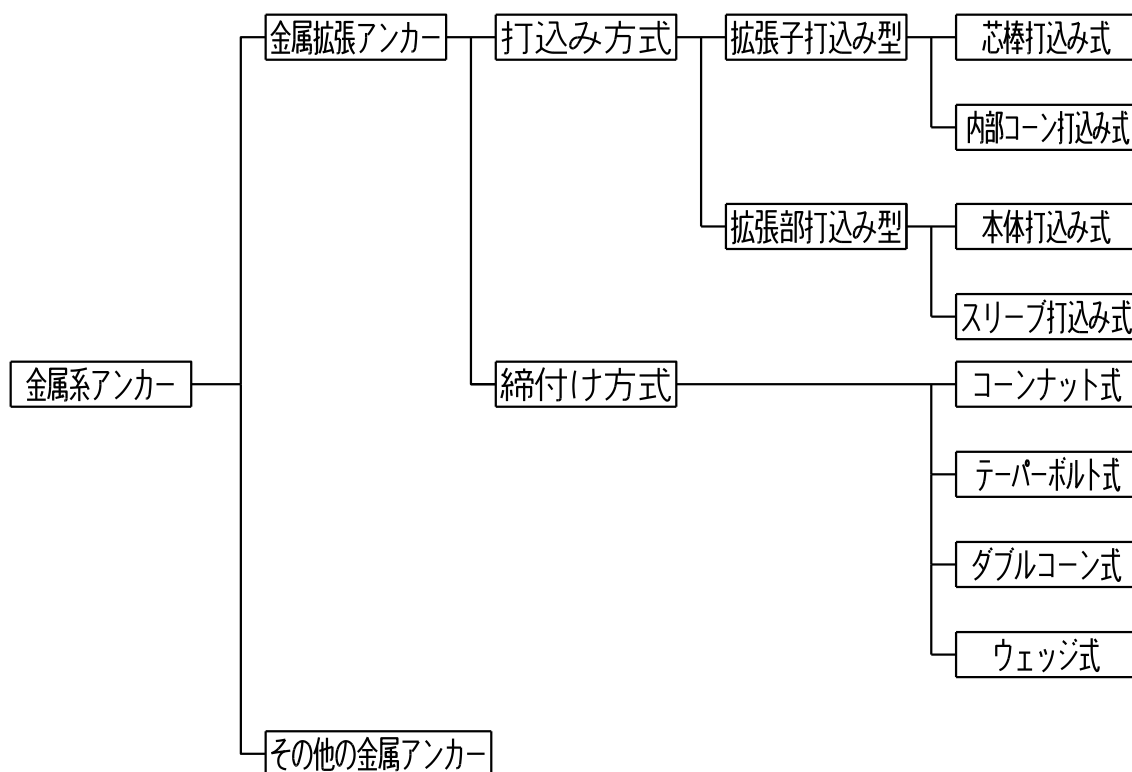 金属拡張アンカー
打込み方式
拡張子打込み型
芯棒打込み式
内部コーン打込み式
拡張部打込み型
本体打込み式
スリーブ打込み式
金属系アンカー
締付け方式
コーンナット式
テーパーボルト式
ダブルコーン式
ウェッジ式
その他の金属アンカー